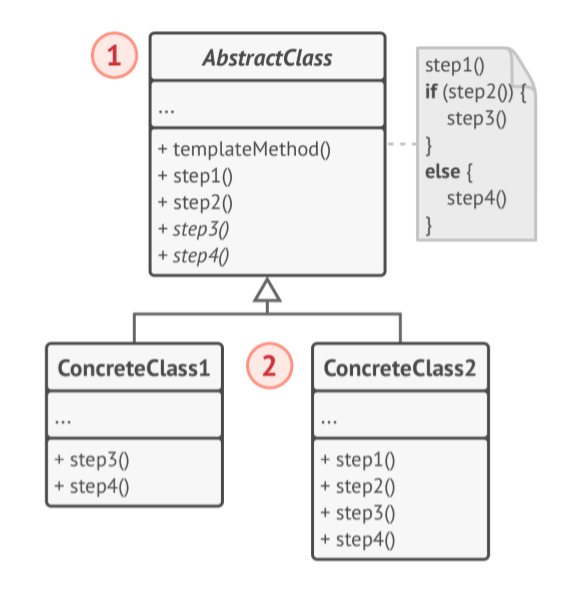 1
AbstractClass
...
+ templateMethod()
+ step1()
+ step2()
+ step3()
+ step4()
step1()
if (step2()) {
step3()
}
else {
step4()
}
ConcreteClass1
...
+ step3()
+ step4()
2
ConcreteClass2
...
+ step1()
+ step2()
+ step3()
+ step4()